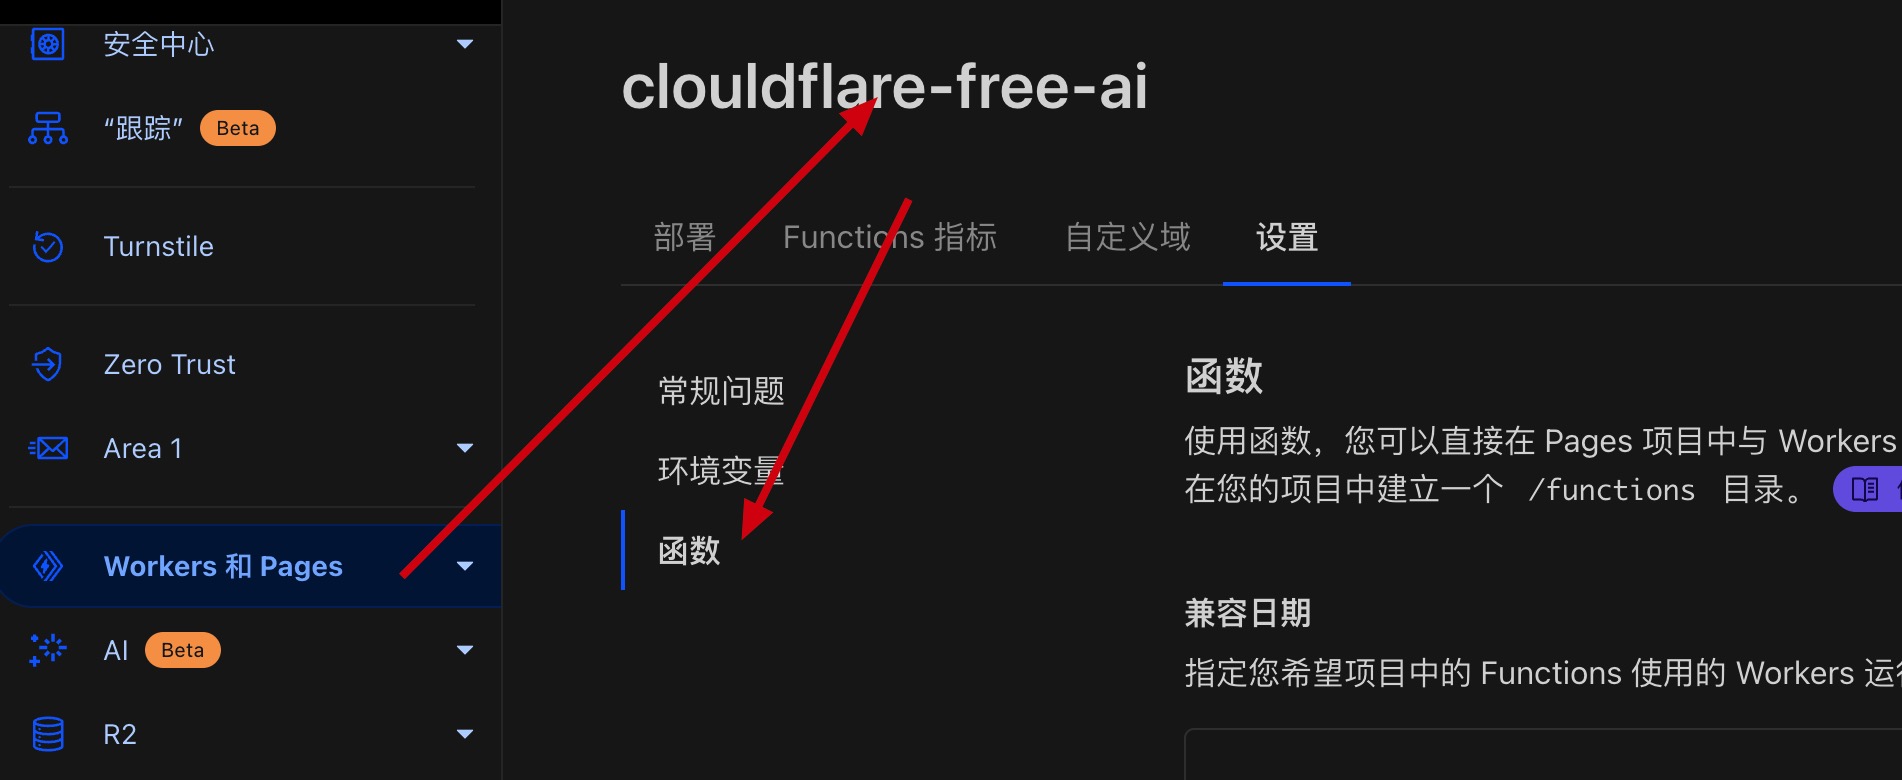 安全中心
“跟踪” Beta
Turnstile
Zero Trust
Area 1
Workers 和 Pages
AI Beta
R2
clouldflare-free-ai
部署 Functions 指标 自定义域 设置
常规问题
环境变量
函数
函数
使用函数，您可以直接在 Pages 项目中与 Workers
在您的项目中建立一个 /functions 目录。
兼容日期
指定您希望项目中的 Functions 使用的 Workers 运